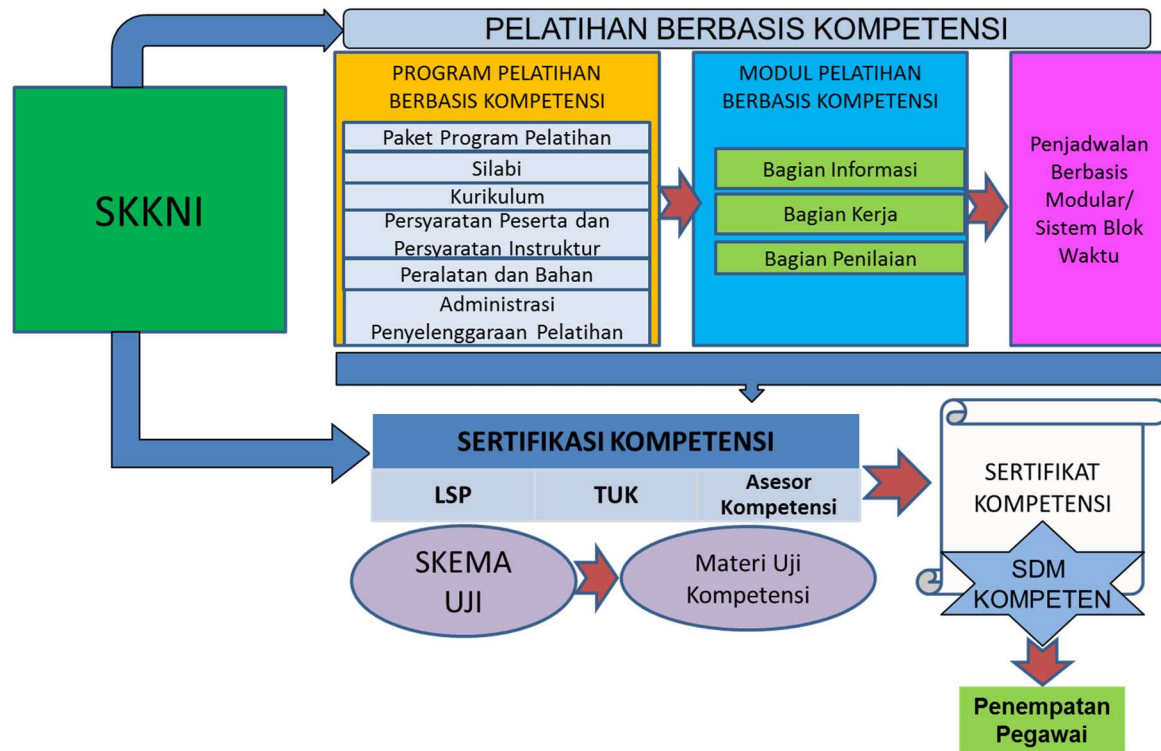 PELATIHAN BERBASIS KOMPETENSI
SKKNI
PROGRAM PELATIHAN
BERBASIS KOMPETENSI
Paket Program Pelatihan
Silabi
Kurikulum
Persyaratan Peserta dan
Persyaratan Instruktur
Peralatan dan Bahan
Administrasi
Penyelenggaraan Pelatihan
MODUL PELATIHAN
BERBASIS KOMPETENSI
Bagian Informasi
Bagian Kerja
Bagian Penilaian
Penjadwalan
Berbasis
Modular/
Sistem Blok
Waktu
SERTIFIKASI KOMPETENSI
LSP
TUK
Asesor
Kompetensi
SKEMA
UJI
Materi Uji
Kompetensi
SERTIFIKAT
KOMPETENSI
SDM
KOMPETEN
Penempatan
Pegawai